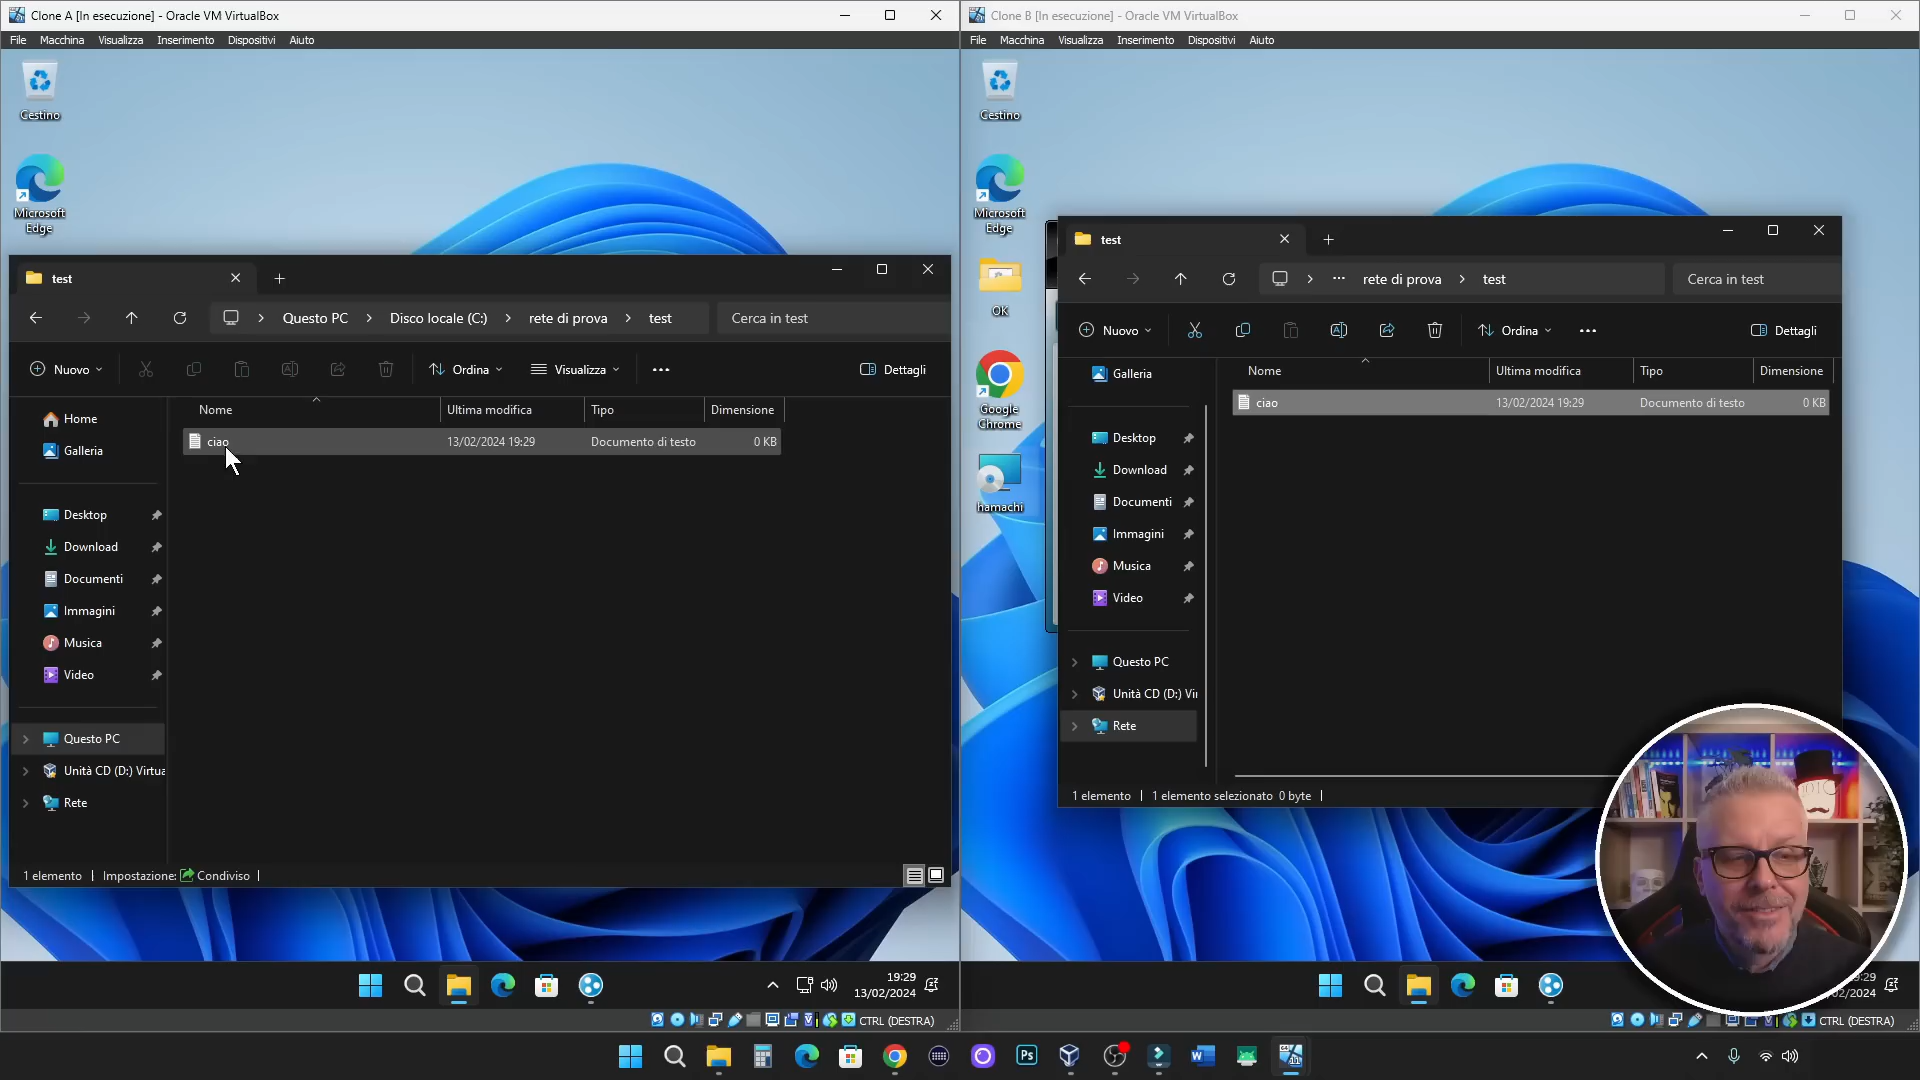 Clone A [In esecuzione] - Oracle VM VirtualBox
File Macchina Visualizza Inserimento Dispositivi Aiuto
Cestino
Microsoft
Edge
test
Questo PC > Disco locale (C:) > rete di prova > test
Cerca in test
Nuovo
Ordina
Visualizza
Dettagli
Nome Ultima modifica Tipo Dimensione
ciao 13/02/2024 19:29 Documento di testo 0 KB
Home
Galleria
Desktop
Download
Documenti
Immagini
Musica
Video
Questo PC
Unità CD (D:) Virtua
Rete
1 elemento | Impostazione: Condiviso |
19:29
13/02/2024
CTRL (DESTRA)
Clone B [In esecuzione] - Oracle VM VirtualBox
File Macchina Visualizza Inserimento Dispositivi Aiuto
Cestino
Microsoft
Edge
OK
Google
Chrome
hamachi
test
rete di prova > test
Cerca in test
Nuovo
Ordina
Dettagli
Nome Ultima modifica Tipo Dimensione
ciao 13/02/2024 19:29 Documento di testo 0 KB
Galleria
Desktop
Download
Documenti
Immagini
Musica
Video
Questo PC
Unità CD (D:) Vir
Rete
1 elemento | 1 elemento selezionato 0 byte |
:29
/2024
CTRL (DESTRA)
Ps